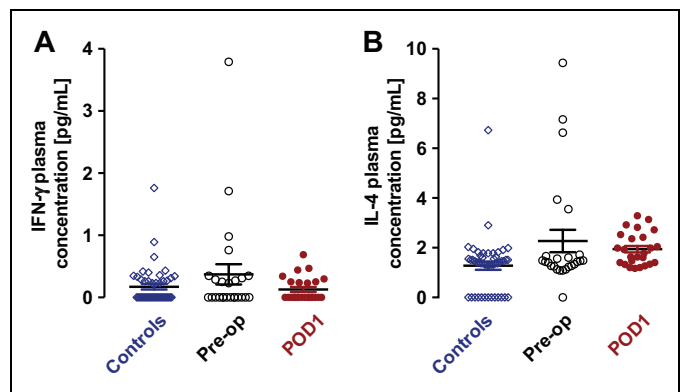 A
IFN-γ plasma
concentration [pg/mL]
4
3
2
1
0
Controls
Pre-op
POD1
B
IL-4 plasma
concentration [pg/mL]
10
8
6
4
2
0
Controls
Pre-op
POD1